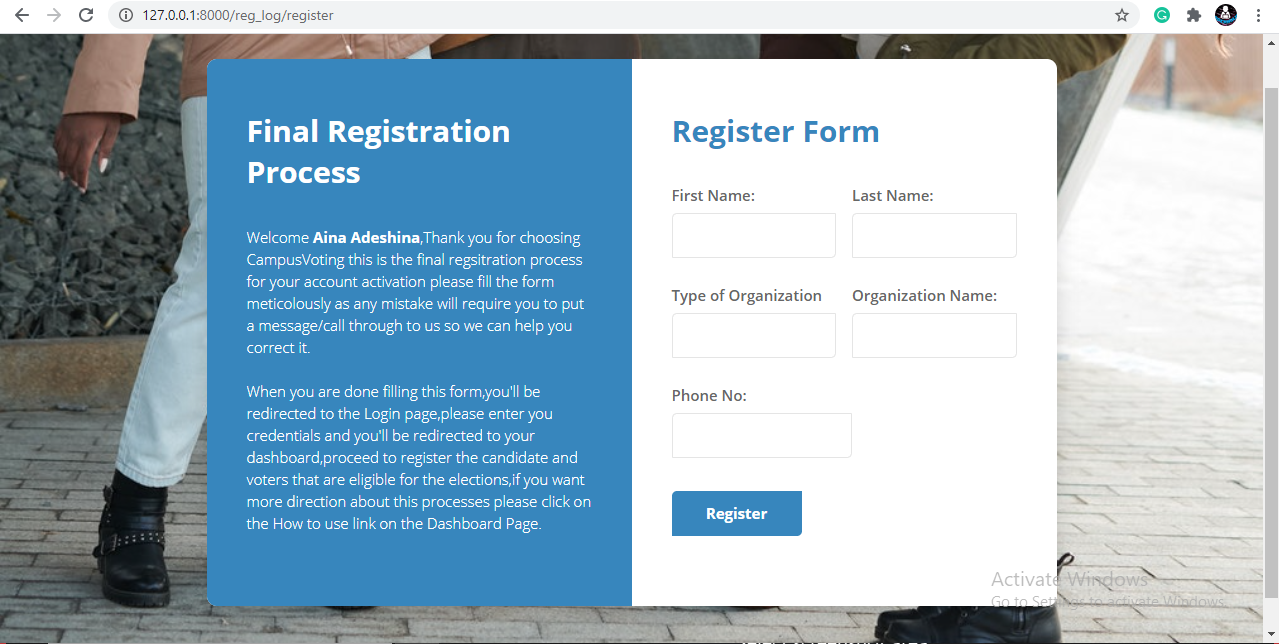 127.0.0.1:8000/reg_log/register
Final Registration
Process
Welcome Aina Adeshina,Thank you for choosing
CampusVoting this is the final regsitration process
for your account activation please fill the form
meticolously as any mistake will require you to put
a message/call through to us so we can help you
correct it.
When you are done filling this form,you'll be
redirected to the Login page,please enter you
credentials and you'll be redirected to your
dashboard,proceed to register the candidate and
voters that are eligible for the elections,if you want
more direction about this processes please click on
the How to use link on the Dashboard Page.
Register Form
First Name:
Last Name:
Type of Organization
Organization Name:
Phone No:
Register
Activate Windows
Go to Settings to activate Windows.